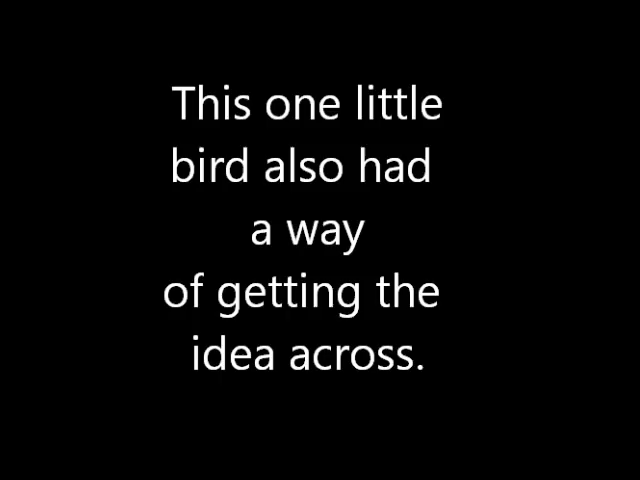 This one little
bird also had
a way
of getting the
idea across.